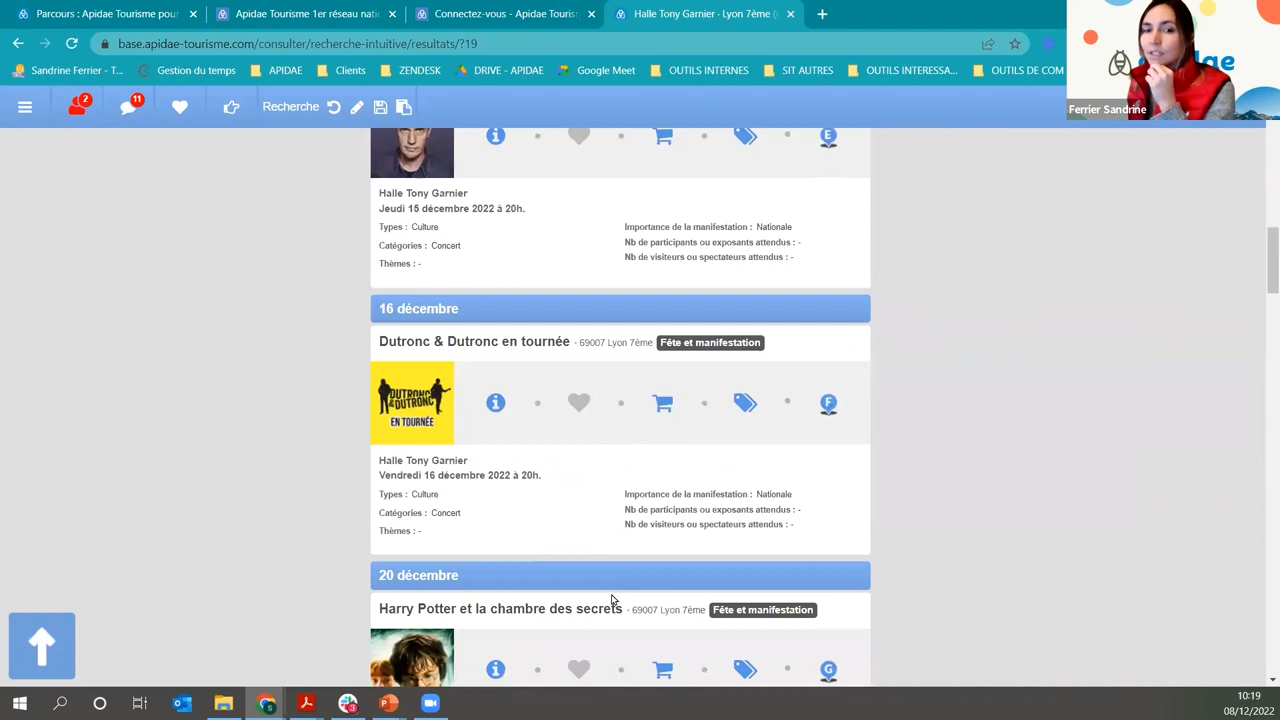 Parcours : Apidae Tourisme pour
Apidae Tourisme 1er réseau nati
Connectez-vous - Apidae Touris
Halle Tony Garnier - Lyon 7ème (
base.apidae-tourisme.com/consulter/recherche-intuitive/resultats/?19
Sandrine Ferrier - T...
Gestion du temps
APIDAE
Clients
ZENDESK
DRIVE - APIDAE
Google Meet
OUTILS INTERNES
SIT AUTRES
OUTILS INTERESSA...
OUTILS DE COM
Ferrier Sandrine
2
11
Recherche
E
Halle Tony Garnier
Jeudi 15 décembre 2022 à 20h.
Types : Culture
Catégories : Concert
Thèmes : -
Importance de la manifestation : Nationale
Nb de participants ou exposants attendus : -
Nb de visiteurs ou spectateurs attendus : -
16 décembre
Dutronc & Dutronc en tournée - 69007 Lyon 7ème Fête et manifestation
DUTRONC
& DUTRONC
EN TOURNÉE
F
Halle Tony Garnier
Vendredi 16 décembre 2022 à 20h.
Types : Culture
Catégories : Concert
Thèmes : -
Importance de la manifestation : Nationale
Nb de participants ou exposants attendus : -
Nb de visiteurs ou spectateurs attendus : -
20 décembre
Harry Potter et la chambre des secrets - 69007 Lyon 7ème Fête et manifestation
G
3
10:19
08/12/2022